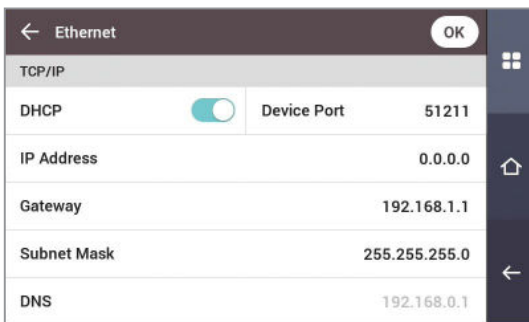 Ethernet OK
TCP/IP
DHCP Device Port 51211
IP Address 0.0.0.0
Gateway 192.168.1.1
Subnet Mask 255.255.255.0
DNS 192.168.0.1